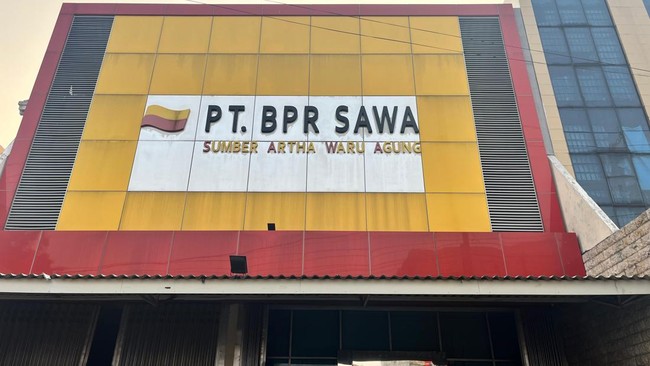 PT. BPR SAWA
SUMBER ARTHA WARU AGUNG